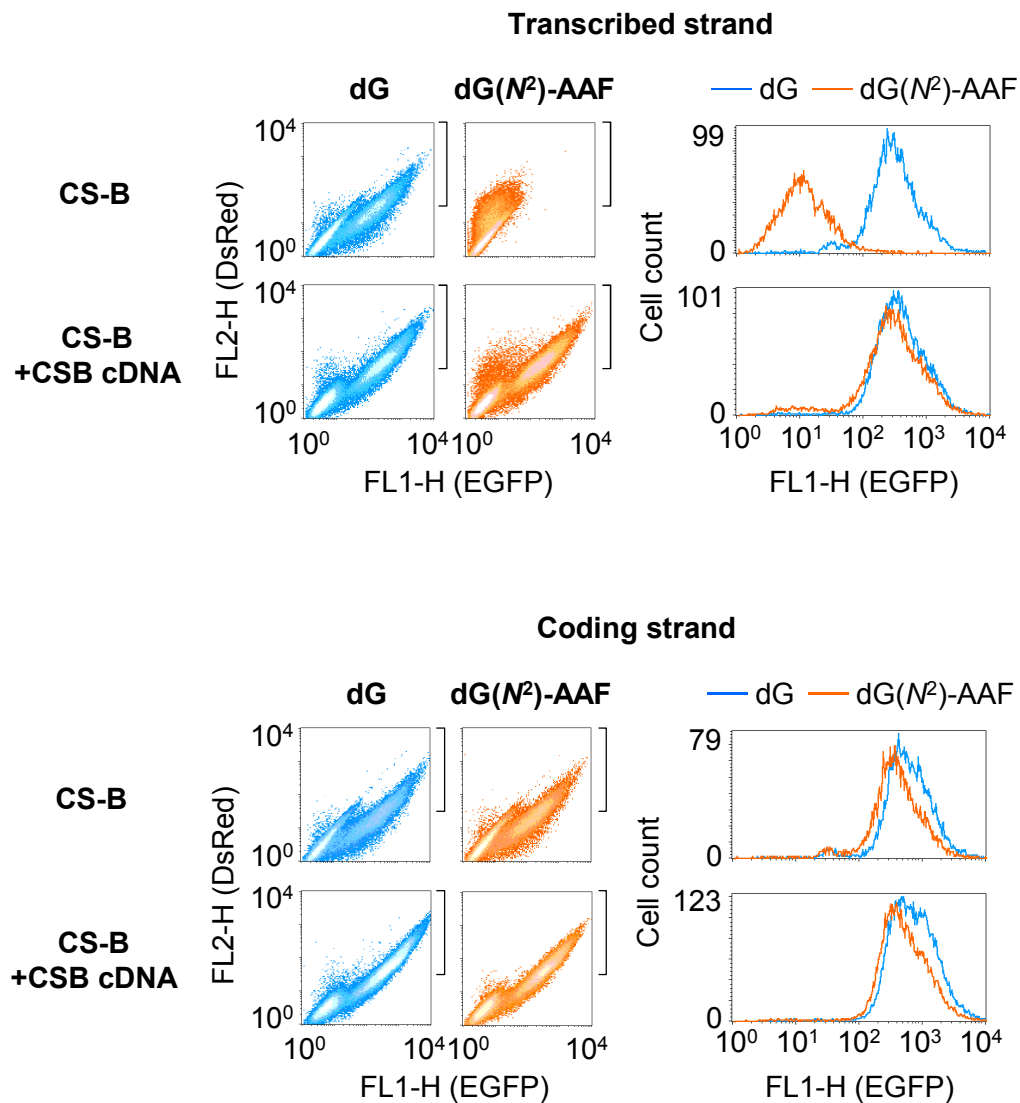 Transcribed strand
dG dG(N²)-AAF dG dG(N²)-AAF
CS-B
10⁴
10⁰
99
0
CS-B
+CSB cDNA
10⁴
10⁰
101
0
FL2-H (DsRed)
Cell count
10⁰ 10⁴ 10⁰ 10⁴
10⁰ 10¹ 10² 10³ 10⁴
FL1-H (EGFP)
FL1-H (EGFP)
Coding strand
dG dG(N²)-AAF dG dG(N²)-AAF
CS-B
10⁴
10⁰
79
0
CS-B
+CSB cDNA
10⁴
10⁰
123
0
FL2-H (DsRed)
Cell count
10⁰ 10⁴ 10⁰ 10⁴
10⁰ 10¹ 10² 10³ 10⁴
FL1-H (EGFP)
FL1-H (EGFP)